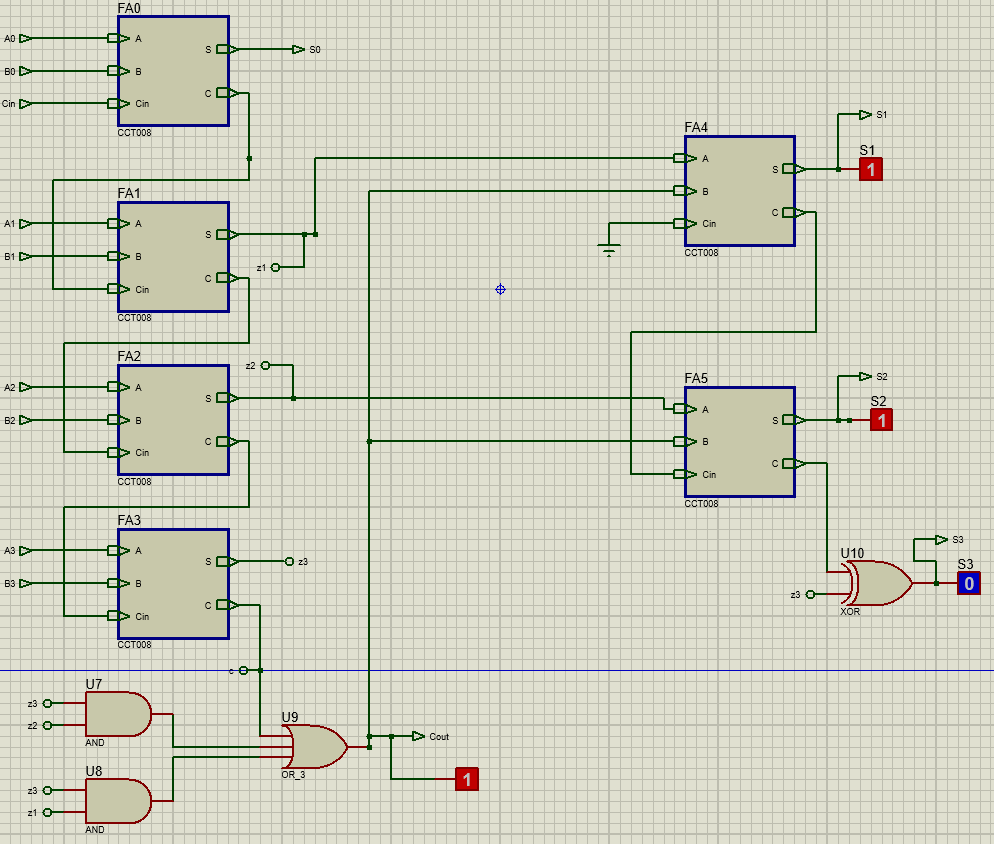 FA0
A0
A
S
S0
B0
B
C
Cin
Cin
CCT008
FA1
A1
A
S
B1
B
z1
C
Cin
CCT008
FA2
z2
A2
A
S
B2
B
C
Cin
CCT008
FA3
A3
A
S
z3
B3
B
C
Cin
CCT008
c
U7
z3
z2
AND
U8
z3
z1
AND
U9
OR_3
Cout
1
FA4
S1
S1
A
S
1
B
C
Cin
CCT008
FA5
S2
S2
A
S
1
B
C
Cin
CCT008
U10
S3
S3
0
z3
XOR